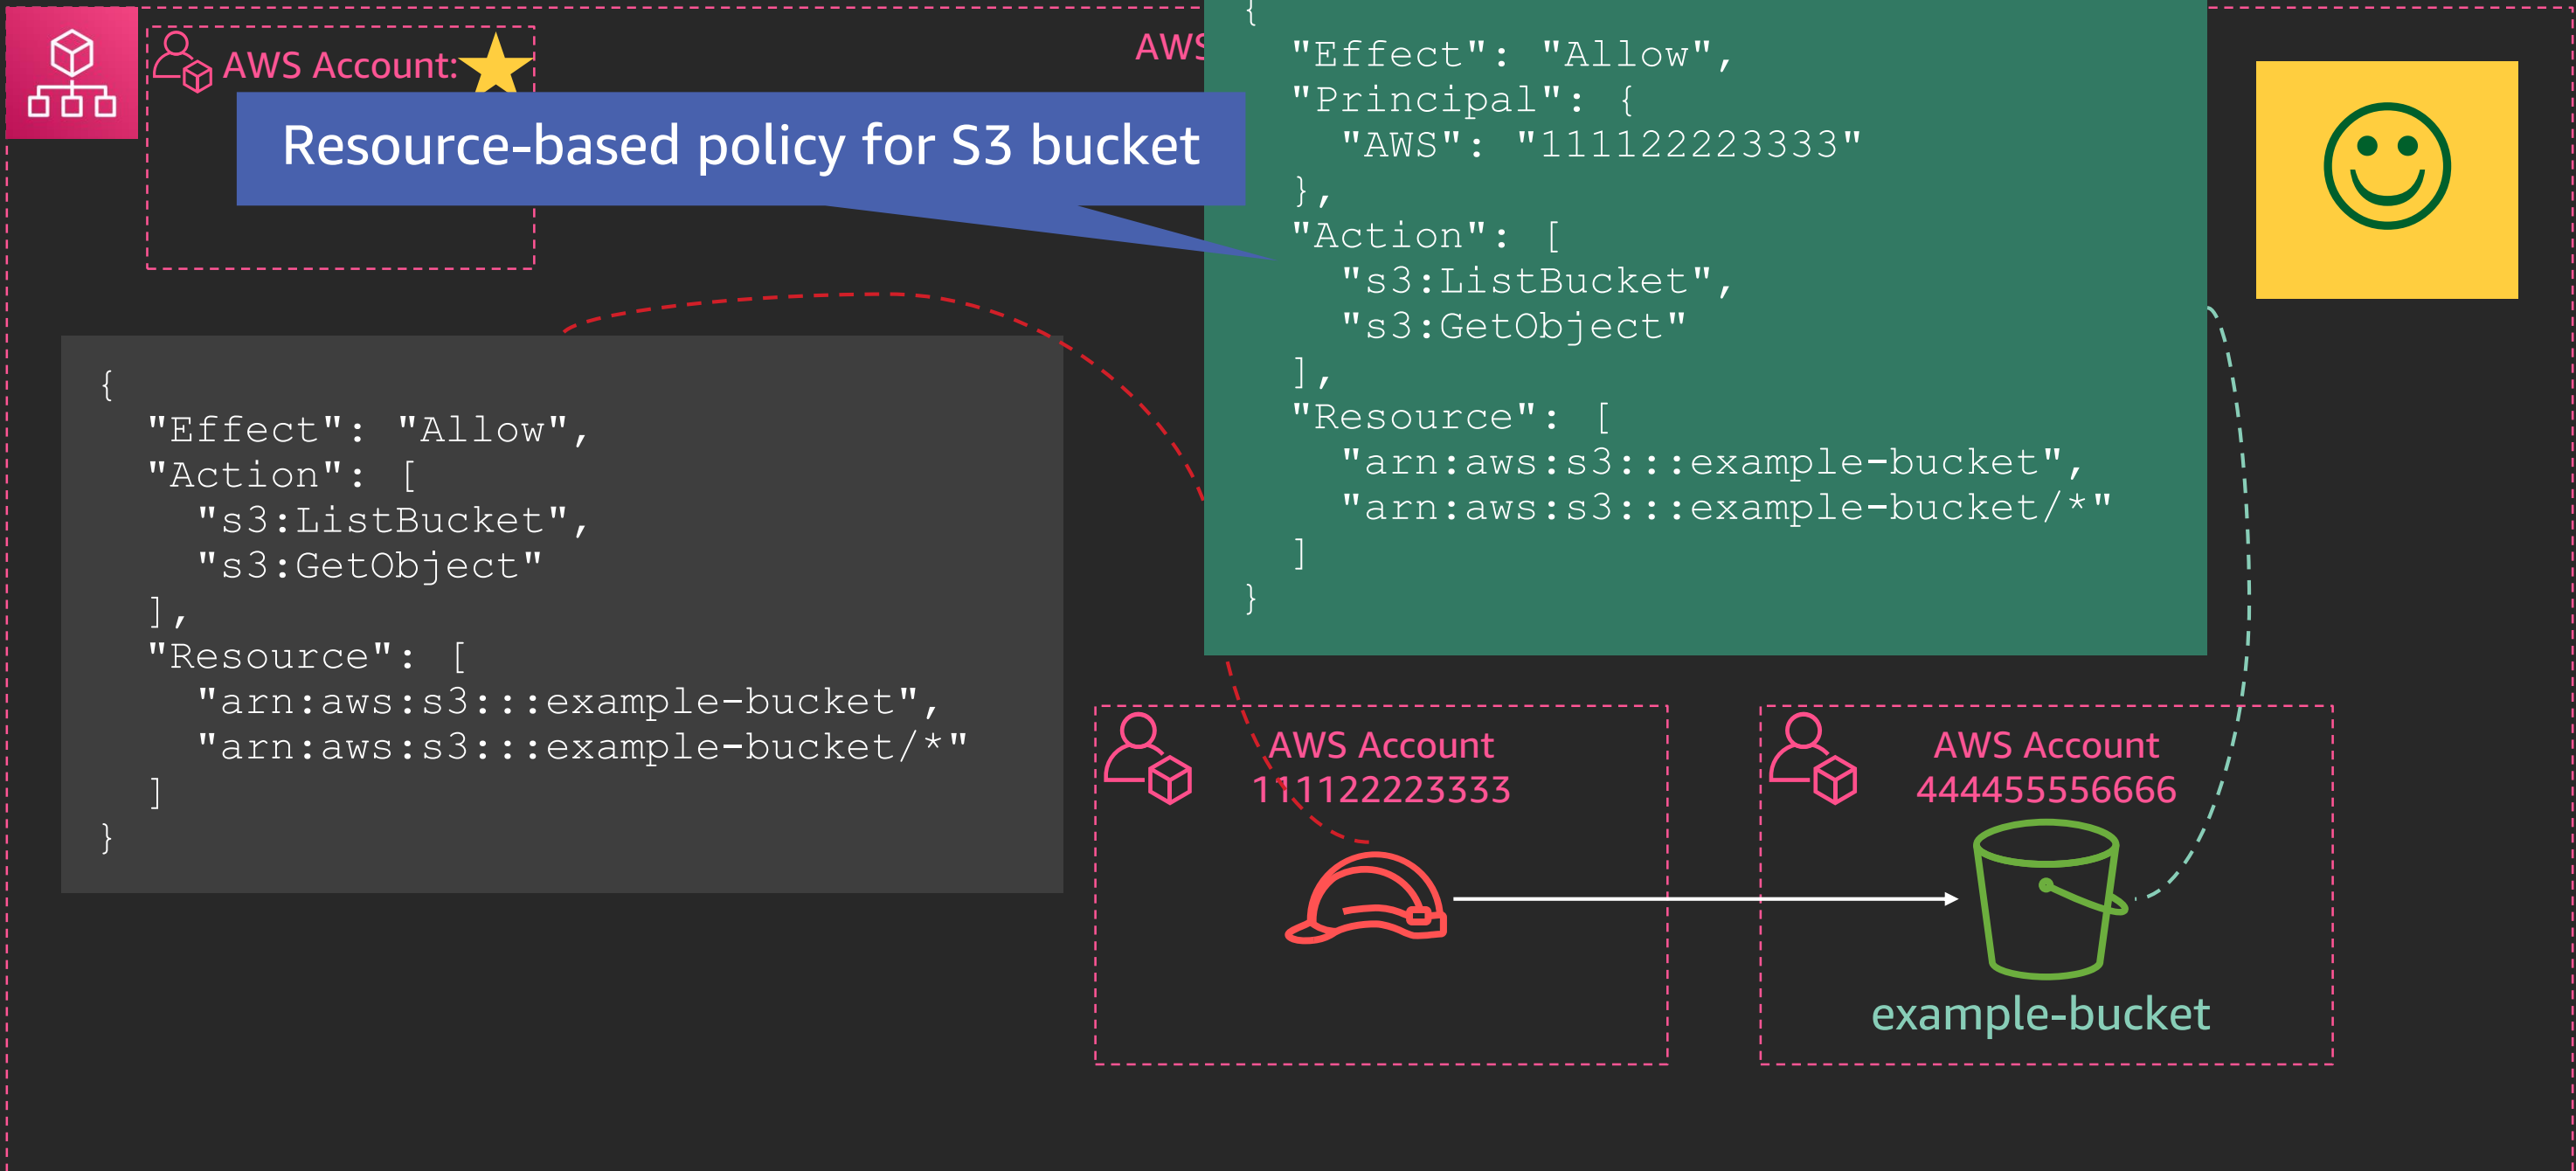 AWS Account:
AWS
Resource-based policy for S3 bucket
{
"Effect": "Allow",
"Principal": {
"AWS": "111122223333"
},
"Action": [
"s3:ListBucket",
"s3:GetObject"
],
"Resource": [
"arn:aws:s3:::example-bucket",
"arn:aws:s3:::example-bucket/*"
]
}
{
"Effect": "Allow",
"Action": [
"s3:ListBucket",
"s3:GetObject"
],
"Resource": [
"arn:aws:s3:::example-bucket",
"arn:aws:s3:::example-bucket/*"
]
}
AWS Account
111122223333
AWS Account
444455556666
example-bucket